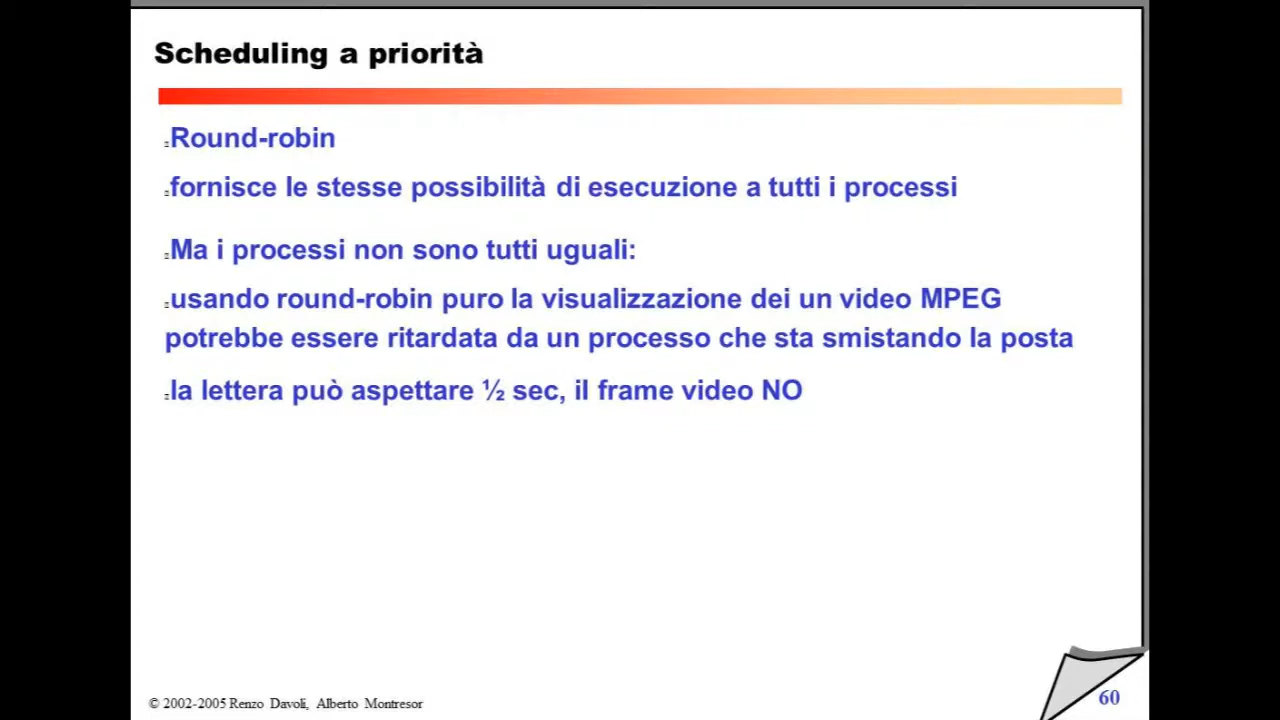 Scheduling a priorità
Round-robin
fornisce le stesse possibilità di esecuzione a tutti i processi
Ma i processi non sono tutti uguali:
usando round-robin puro la visualizzazione dei un video MPEG
potrebbe essere ritardata da un processo che sta smistando la posta
la lettera può aspettare ½ sec, il frame video NO
© 2002-2005 Renzo Davoli, Alberto Montresor
60